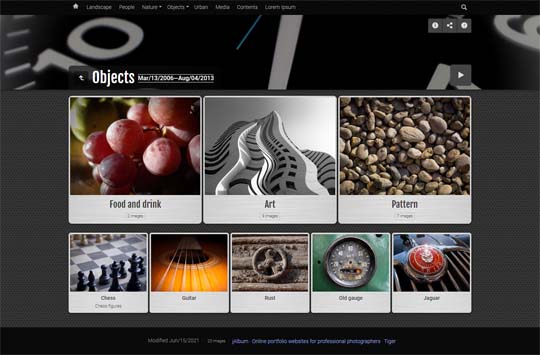 Landscape People Nature Objects Urban Media Contents Lorem Ipsum
Objects Mar/13/2006—Aug/04/2013
Food and drink Art Pattern
2 images 9 images 7 images
Chess Guitar Rust Old gauge Jaguar
Chess figures
Modified Jun/15/2021 23 images jAlbum · Online portfolio websites for professional photographers · Tiger